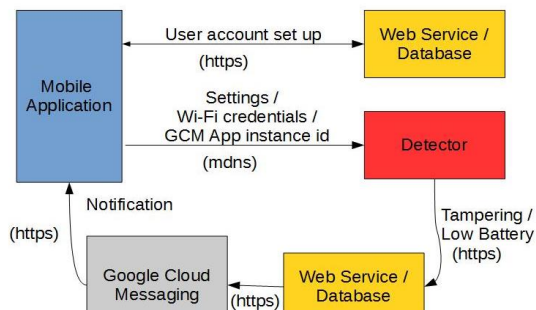 User account set up
(https)
Web Service /
Database
Mobile
Application
Settings /
Wi-Fi credentials /
GCM App instance id
(mdns)
Detector
Notification
(https)
Tampering /
Low Battery
(https)
Google Cloud
Messaging
(https)
Web Service /
Database